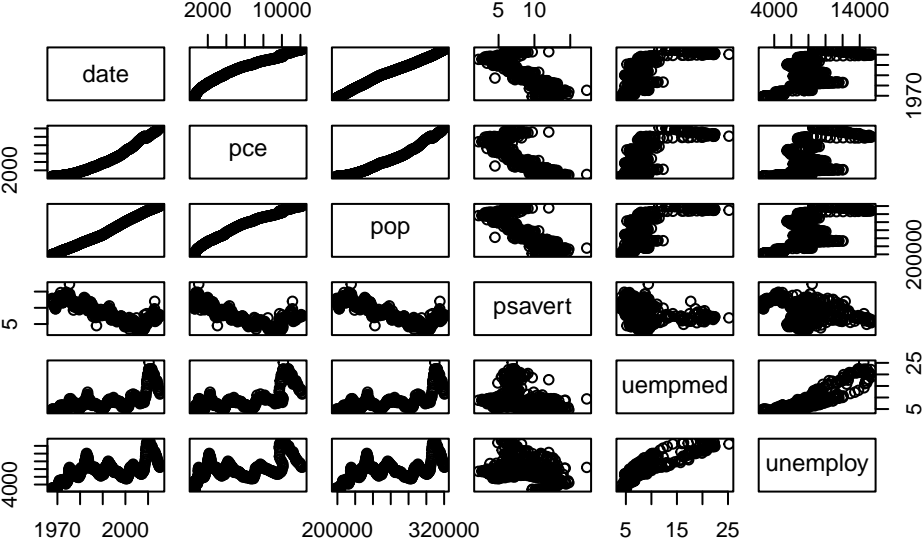 2000 10000 5 10 4000 14000
date 1970
2000 pce
pop 200000
5 psavert
uempmed 5 25
4000 unemploy
1970 2000 200000 320000 5 15 25